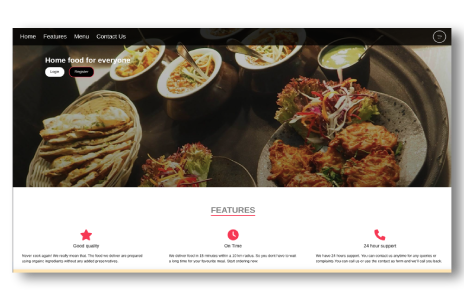 Home Features Menu Contact Us
Home food for everyone
Login Register
FEATURES
Good quality
On Time
24 hour support
Never cook again! We really mean that. The food we deliver are prepared
using organic ingredients without any added preservatives.
We deliver food in 15 minutes within a 10 km radius. So you don't have to wait
a long time for your favourite meal. Start ordering now
We have 24 hours support. You can contact us anytime for any queries or
complaints. You can call us or use the contact us form and we'll call you back.